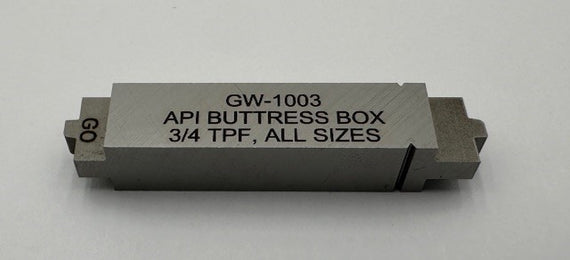 GW-1003
API BUTTRESS BOX
3/4 TPF, ALL SIZES
GO